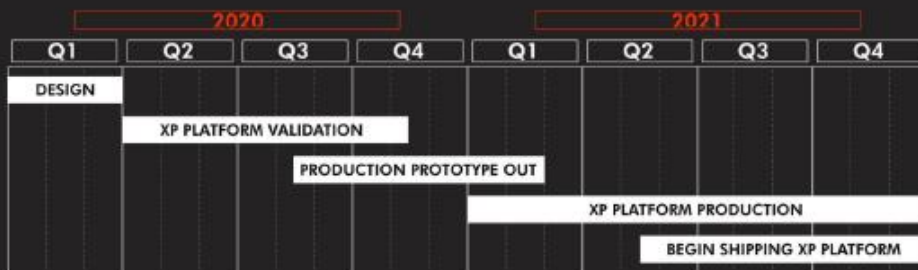 2020 2021
Q1 Q2 Q3 Q4 Q1 Q2 Q3 Q4
DESIGN
XP PLATFORM VALIDATION
PRODUCTION PROTOTYPE OUT
XP PLATFORM PRODUCTION
BEGIN SHIPPING XP PLATFORM